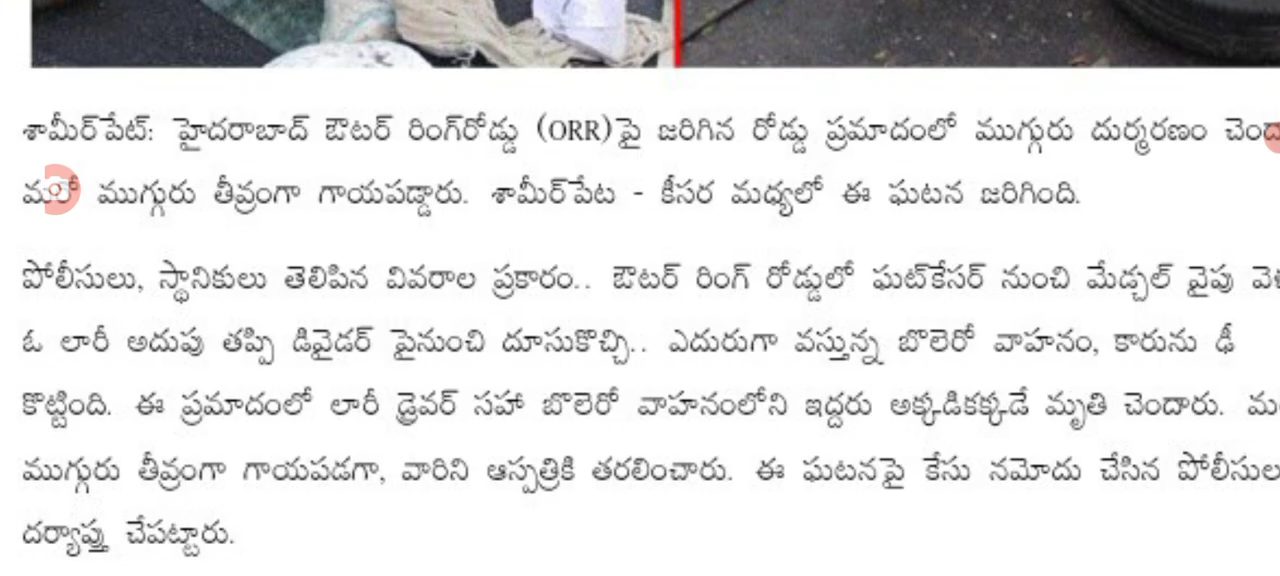 శామీర్‌పేట్: హైదరాబాద్ ఔటర్ రింగ్‌రోడ్డు (ORR)పై జరిగిన రోడ్డు ప్రమాదంలో ముగ్గురు దుర్మరణం
మరో ముగ్గురు తీవ్రంగా గాయపడ్డారు. శామీర్‌పేట - కీసర మధ్యలో ఈ ఘటన జరిగింది.
పోలీసులు, స్థానికులు తెలిపిన వివరాల ప్రకారం.. ఔటర్ రింగ్ రోడ్డులో ఘట్‌కేసర్ నుంచి మేడ్చల్ వైపు
ఓ లారీ అదుపు తప్పి డివైడర్ పైనుంచి దూసుకొచ్చి.. ఎదురుగా వస్తున్న బొలెరో వాహనం, కారును ఢీ
కొట్టింది. ఈ ప్రమాదంలో లారీ డ్రైవర్ సహా బొలెరో వాహనంలోని ఇద్దరు అక్కడికక్కడే మృతి చెందారు.
ముగ్గురు తీవ్రంగా గాయపడగా, వారిని ఆస్పత్రికి తరలించారు. ఈ ఘటనపై కేసు నమోదు చేసిన పోలీసుల
దర్యాప్తు చేపట్టారు.